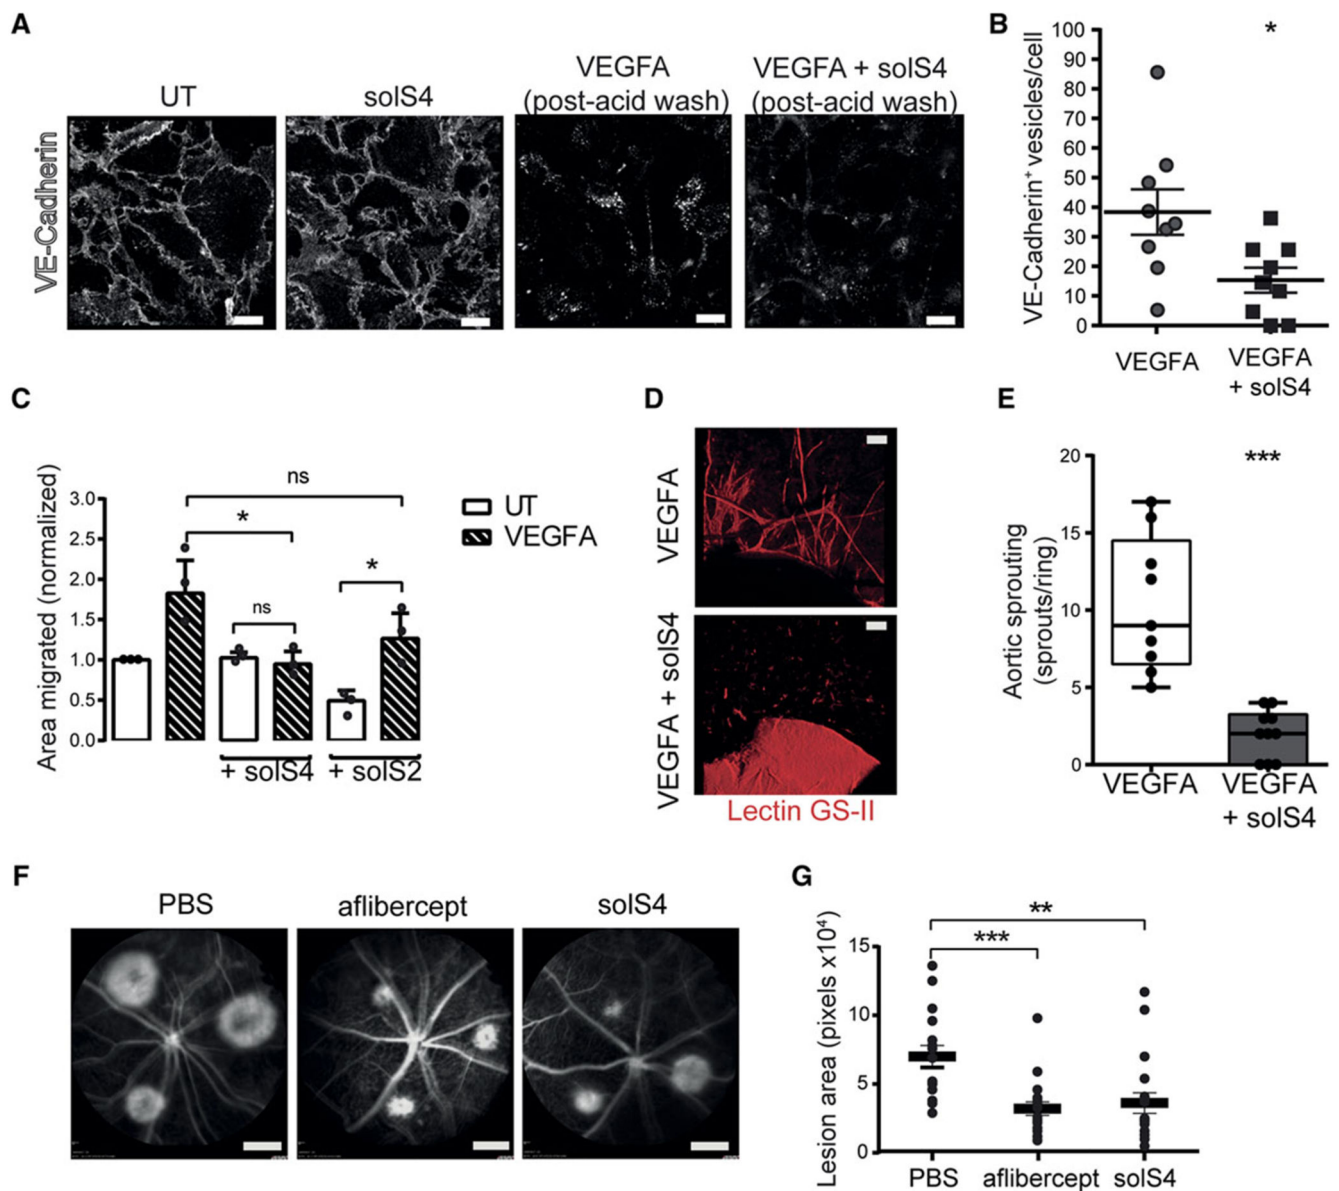 A
UT
solS4
VEGFA
(post-acid wash)
VEGFA + solS4
(post-acid wash)
VE-Cadherin
B
*
100
90
80
70
60
50
40
30
20
10
0
VE-Cadherin⁺ vesicles/cell
VEGFA
VEGFA
+ solS4
C
Area migrated (normalized)
3.0
2.5
2.0
1.5
1.0
0.5
0.0
ns
*
ns
*
UT
VEGFA
+ solS4
+ solS2
D
VEGFA
VEGFA + solS4
Lectin GS-II
E
***
Aortic sprouting
(sprouts/ring)
20
15
10
5
0
VEGFA
VEGFA
+ solS4
F
PBS
aflibercept
solS4
G
Lesion area (pixels x10⁴)
15
10
5
0
**
***
PBS
aflibercept
solS4